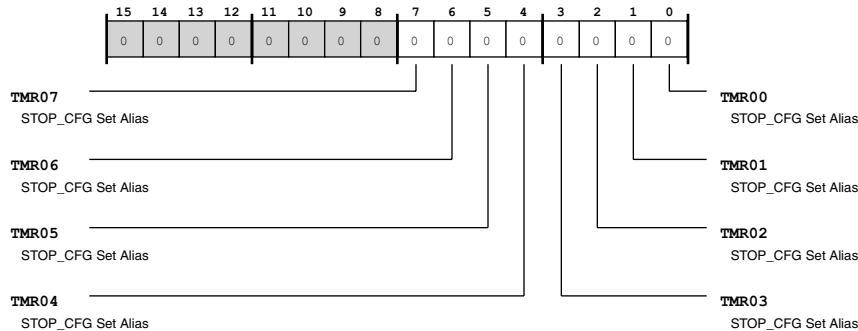 15 14 13 12 11 10 9 8 7 6 5 4 3 2 1 0
0 0 0 0 0 0 0 0 0 0 0 0 0 0 0 0
TMR07
STOP_CFG Set Alias
TMR06
STOP_CFG Set Alias
TMR05
STOP_CFG Set Alias
TMR04
STOP_CFG Set Alias
TMR00
STOP_CFG Set Alias
TMR01
STOP_CFG Set Alias
TMR02
STOP_CFG Set Alias
TMR03
STOP_CFG Set Alias